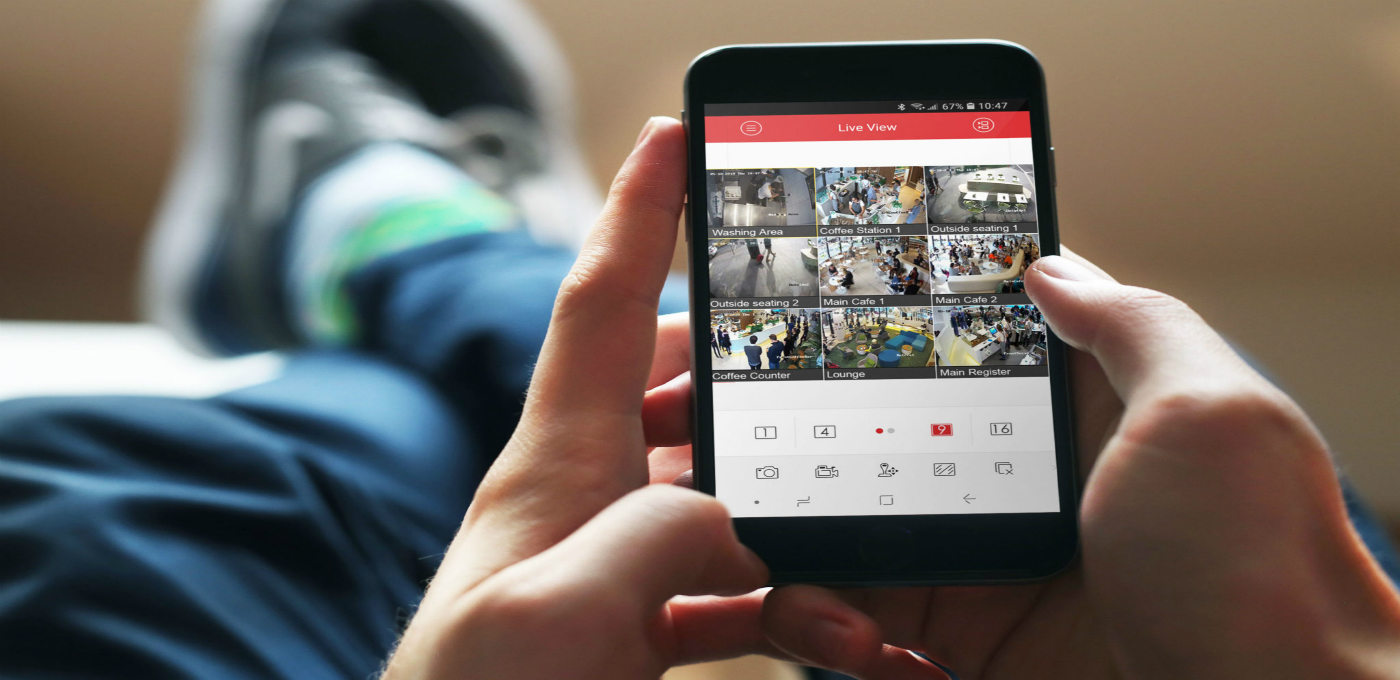 67% 10:47
Live View
Washing Area
Coffee Station 1
Outside seating 1
Outside seating 2
Main Cafe 1
Main Cafe 2
Coffee Counter
Lounge
Main Register
1
4
9
16